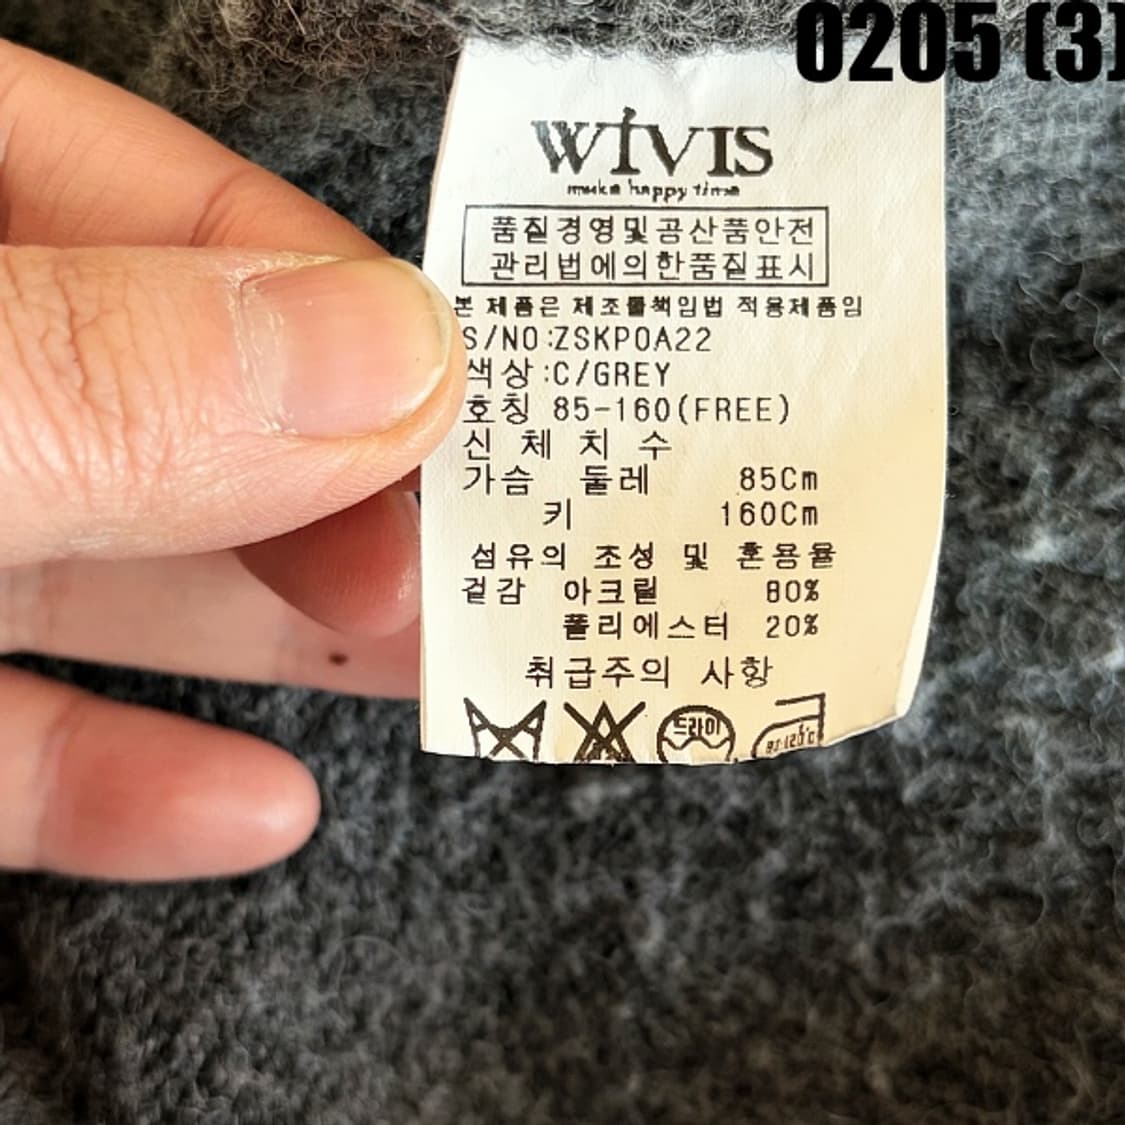 0205 (3)
WIVIS
make happy time
품질경영및공산품안전
관리법에의한품질표시
본 제품은 제조물책임법 적용제품임
S/NO:ZSKPOA22
색상:C/GREY
호칭 85-160(FREE)
신 체 치 수
가슴 둘레 85Cm
키 160Cm
섬유의 조성 및 혼용율
겉감 아크릴 80%
폴리에스터 20%
취급주의 사항
드라이